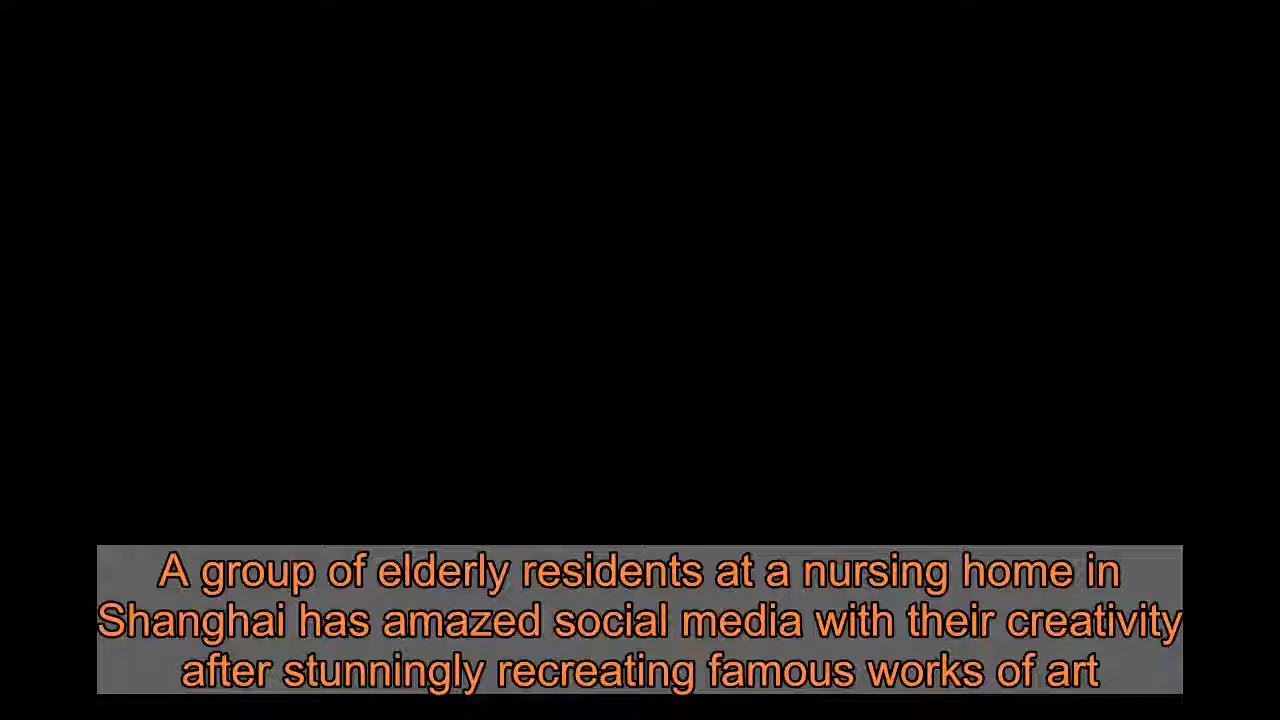 A group of elderly residents at a nursing home in
Shanghai has amazed social media with their creativity
after stunningly recreating famous works of art